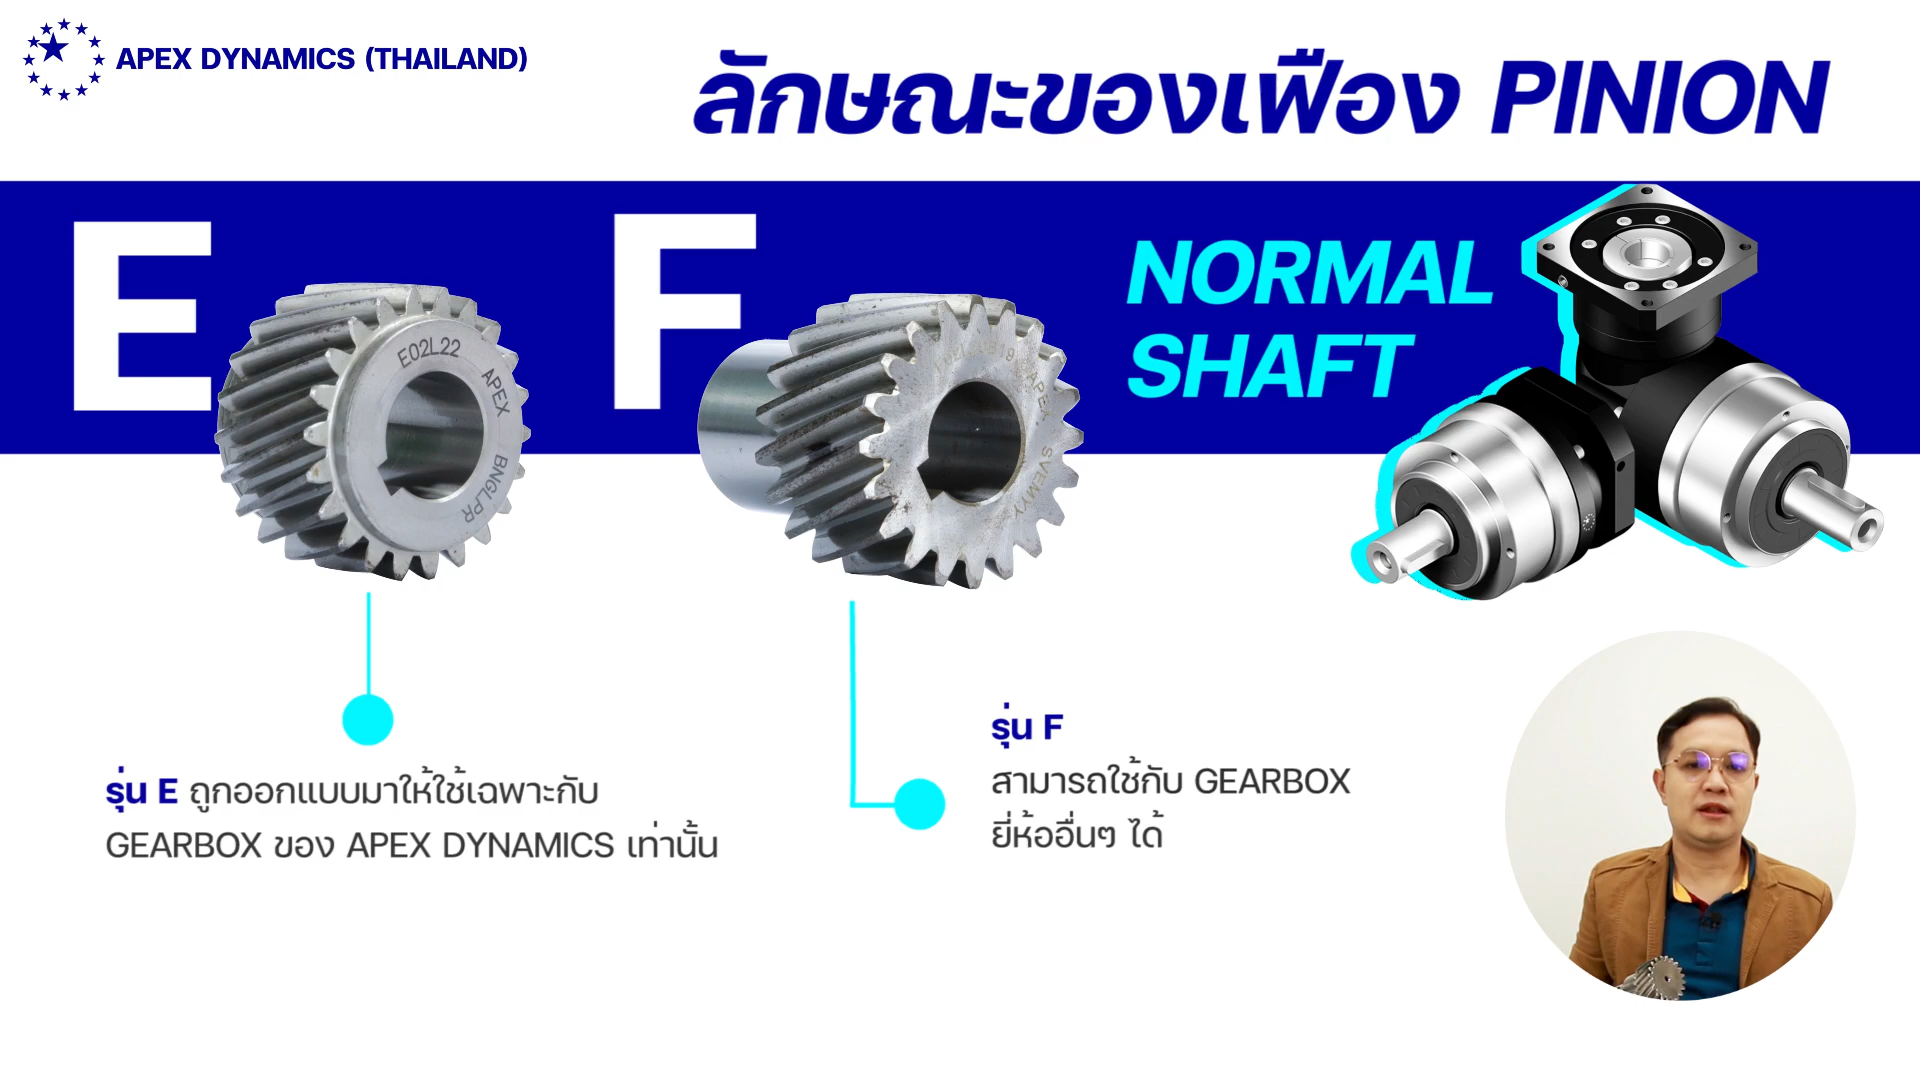 APEX DYNAMICS (THAILAND)
ลักษณะของเฟือง PINION
E
F
NORMAL
SHAFT
E02L22
APEX
BNGLPR
APEX
รุ่น E ถูกออกแบบมาให้ใช้เฉพาะกับ
GEARBOX ของ APEX DYNAMICS เท่านั้น
รุ่น F
สามารถใช้กับ GEARBOX
ยี่ห้ออื่นๆ ได้